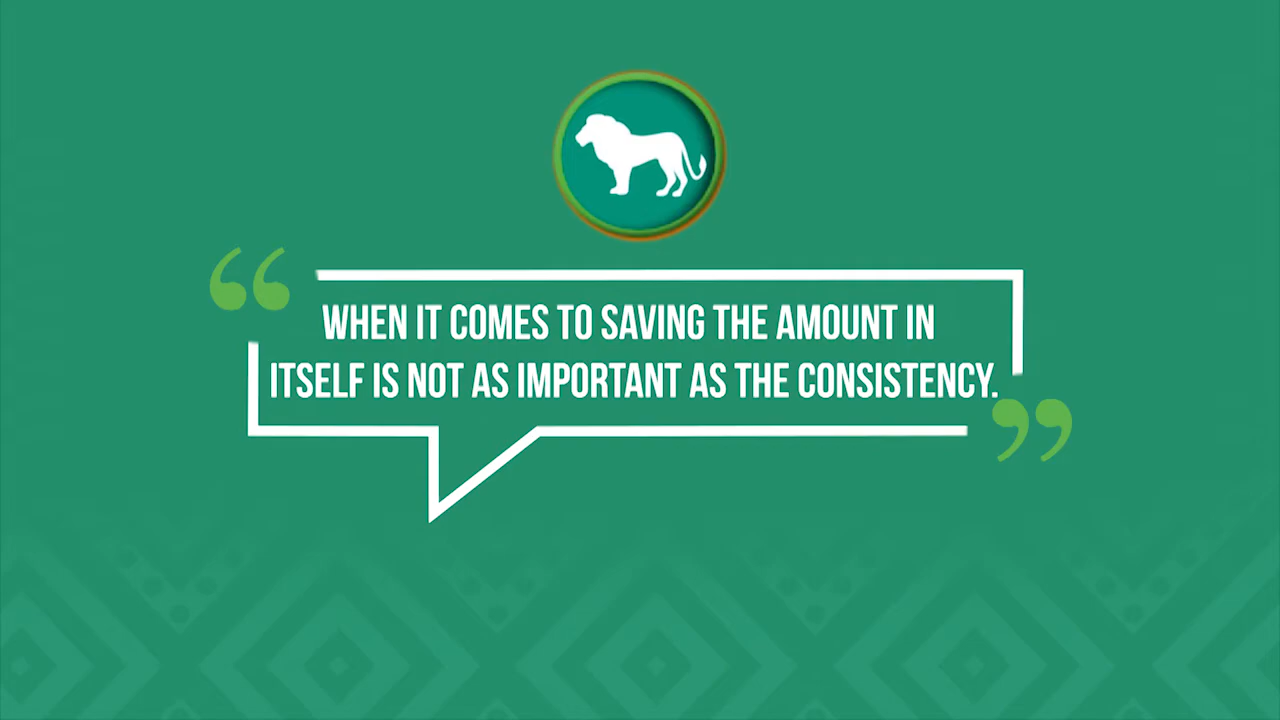 WHEN IT COMES TO SAVING THE AMOUNT IN
ITSELF IS NOT AS IMPORTANT AS THE CONSISTENCY.